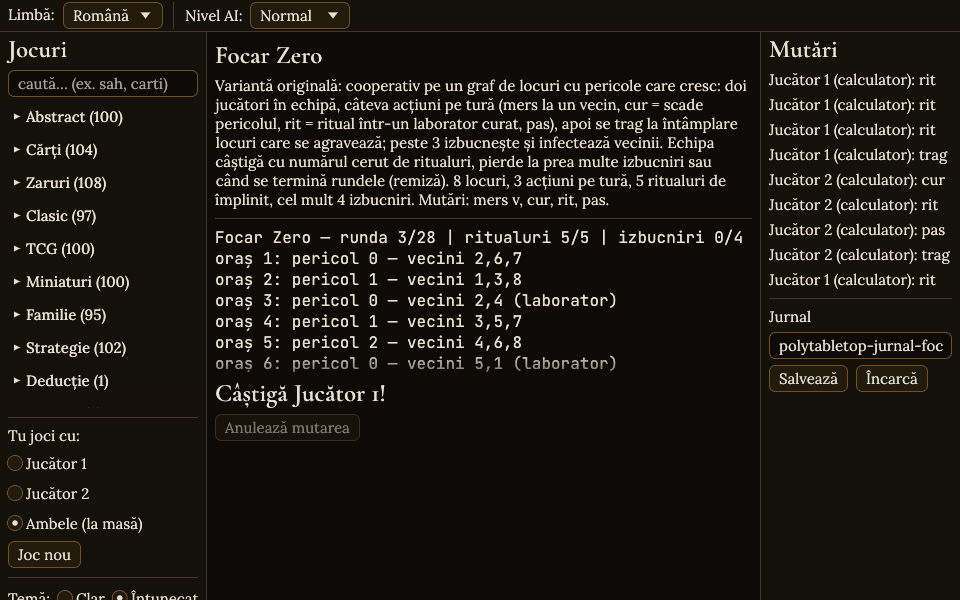 Limbă: Română Nivel AI: Normal
Jocuri
caută... (ex. sah, carti)
Abstract (100)
Cărți (104)
Zaruri (108)
Clasic (97)
TCG (100)
Miniaturi (100)
Familie (95)
Strategie (102)
Deducție (1)
Tu joci cu:
Jucător 1
Jucător 2
Ambele (la masă)
Joc nou
Temă: Clar Întunecat
Focar Zero
Variantă originală: cooperativ pe un graf de locuri cu pericole care cresc: doi
jucători în echipă, câteva acțiuni pe tură (mers la un vecin, cur = scade
pericolul, rit = ritual într-un laborator curat, pas), apoi se trag la întâmplare
locuri care se agravează; peste 3 izbucnește și infectează vecinii. Echipa
câștigă cu numărul cerut de ritualuri, pierde la prea multe izbucniri sau
când se termină rundele (remiză). 8 locuri, 3 acțiuni pe tură, 5 ritualuri de
împlinit, cel mult 4 izbucniri. Mutări: mers v, cur, rit, pas.
Focar Zero — runda 3/28 | ritualuri 5/5 | izbucniri 0/4
oraș 1: pericol 0 — vecini 2,6,7
oraș 2: pericol 1 — vecini 1,3,8
oraș 3: pericol 0 — vecini 2,4 (laborator)
oraș 4: pericol 1 — vecini 3,5,7
oraș 5: pericol 2 — vecini 4,6,8
oraș 6: pericol 0 — vecini 5,1 (laborator)
Câștigă Jucător 1!
Anulează mutarea
Mutări
Jucător 1 (calculator): rit
Jucător 1 (calculator): rit
Jucător 1 (calculator): rit
Jucător 1 (calculator): trag
Jucător 2 (calculator): cur
Jucător 2 (calculator): rit
Jucător 2 (calculator): pas
Jucător 2 (calculator): trag
Jucător 1 (calculator): rit
Jurnal
polytabletop-jurnal-foc
Salvează Încarcă